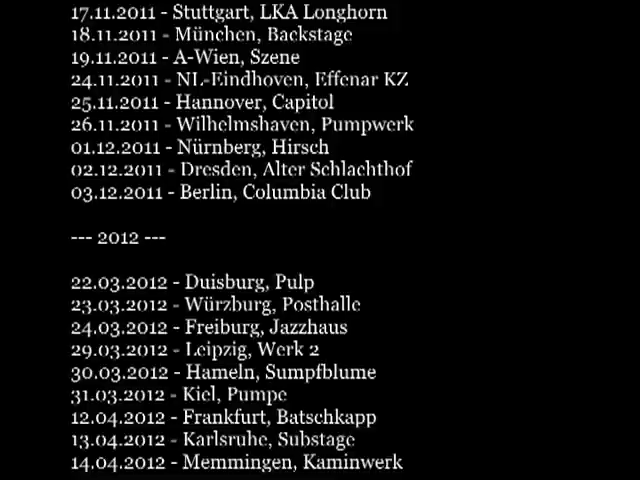 17.11.2011 - Stuttgart, LKA Longhorn
18.11.2011 - München, Backstage
19.11.2011 - A-Wien, Szene
24.11.2011 - NL-Eindhoven, Effenar KZ
25.11.2011 - Hannover, Capitol
26.11.2011 - Wilhelmshaven, Pumpwerk
01.12.2011 - Nürnberg, Hirsch
02.12.2011 - Dresden, Alter Schlachthof
03.12.2011 - Berlin, Columbia Club
--- 2012 ---
22.03.2012 - Duisburg, Pulp
23.03.2012 - Würzburg, Posthalle
24.03.2012 - Freiburg, Jazzhaus
29.03.2012 - Leipzig, Werk 2
30.03.2012 - Hameln, Sumpfblume
31.03.2012 - Kiel, Pumpe
12.04.2012 - Frankfurt, Batschkapp
13.04.2012 - Karlsruhe, Substage
14.04.2012 - Memmingen, Kaminwerk